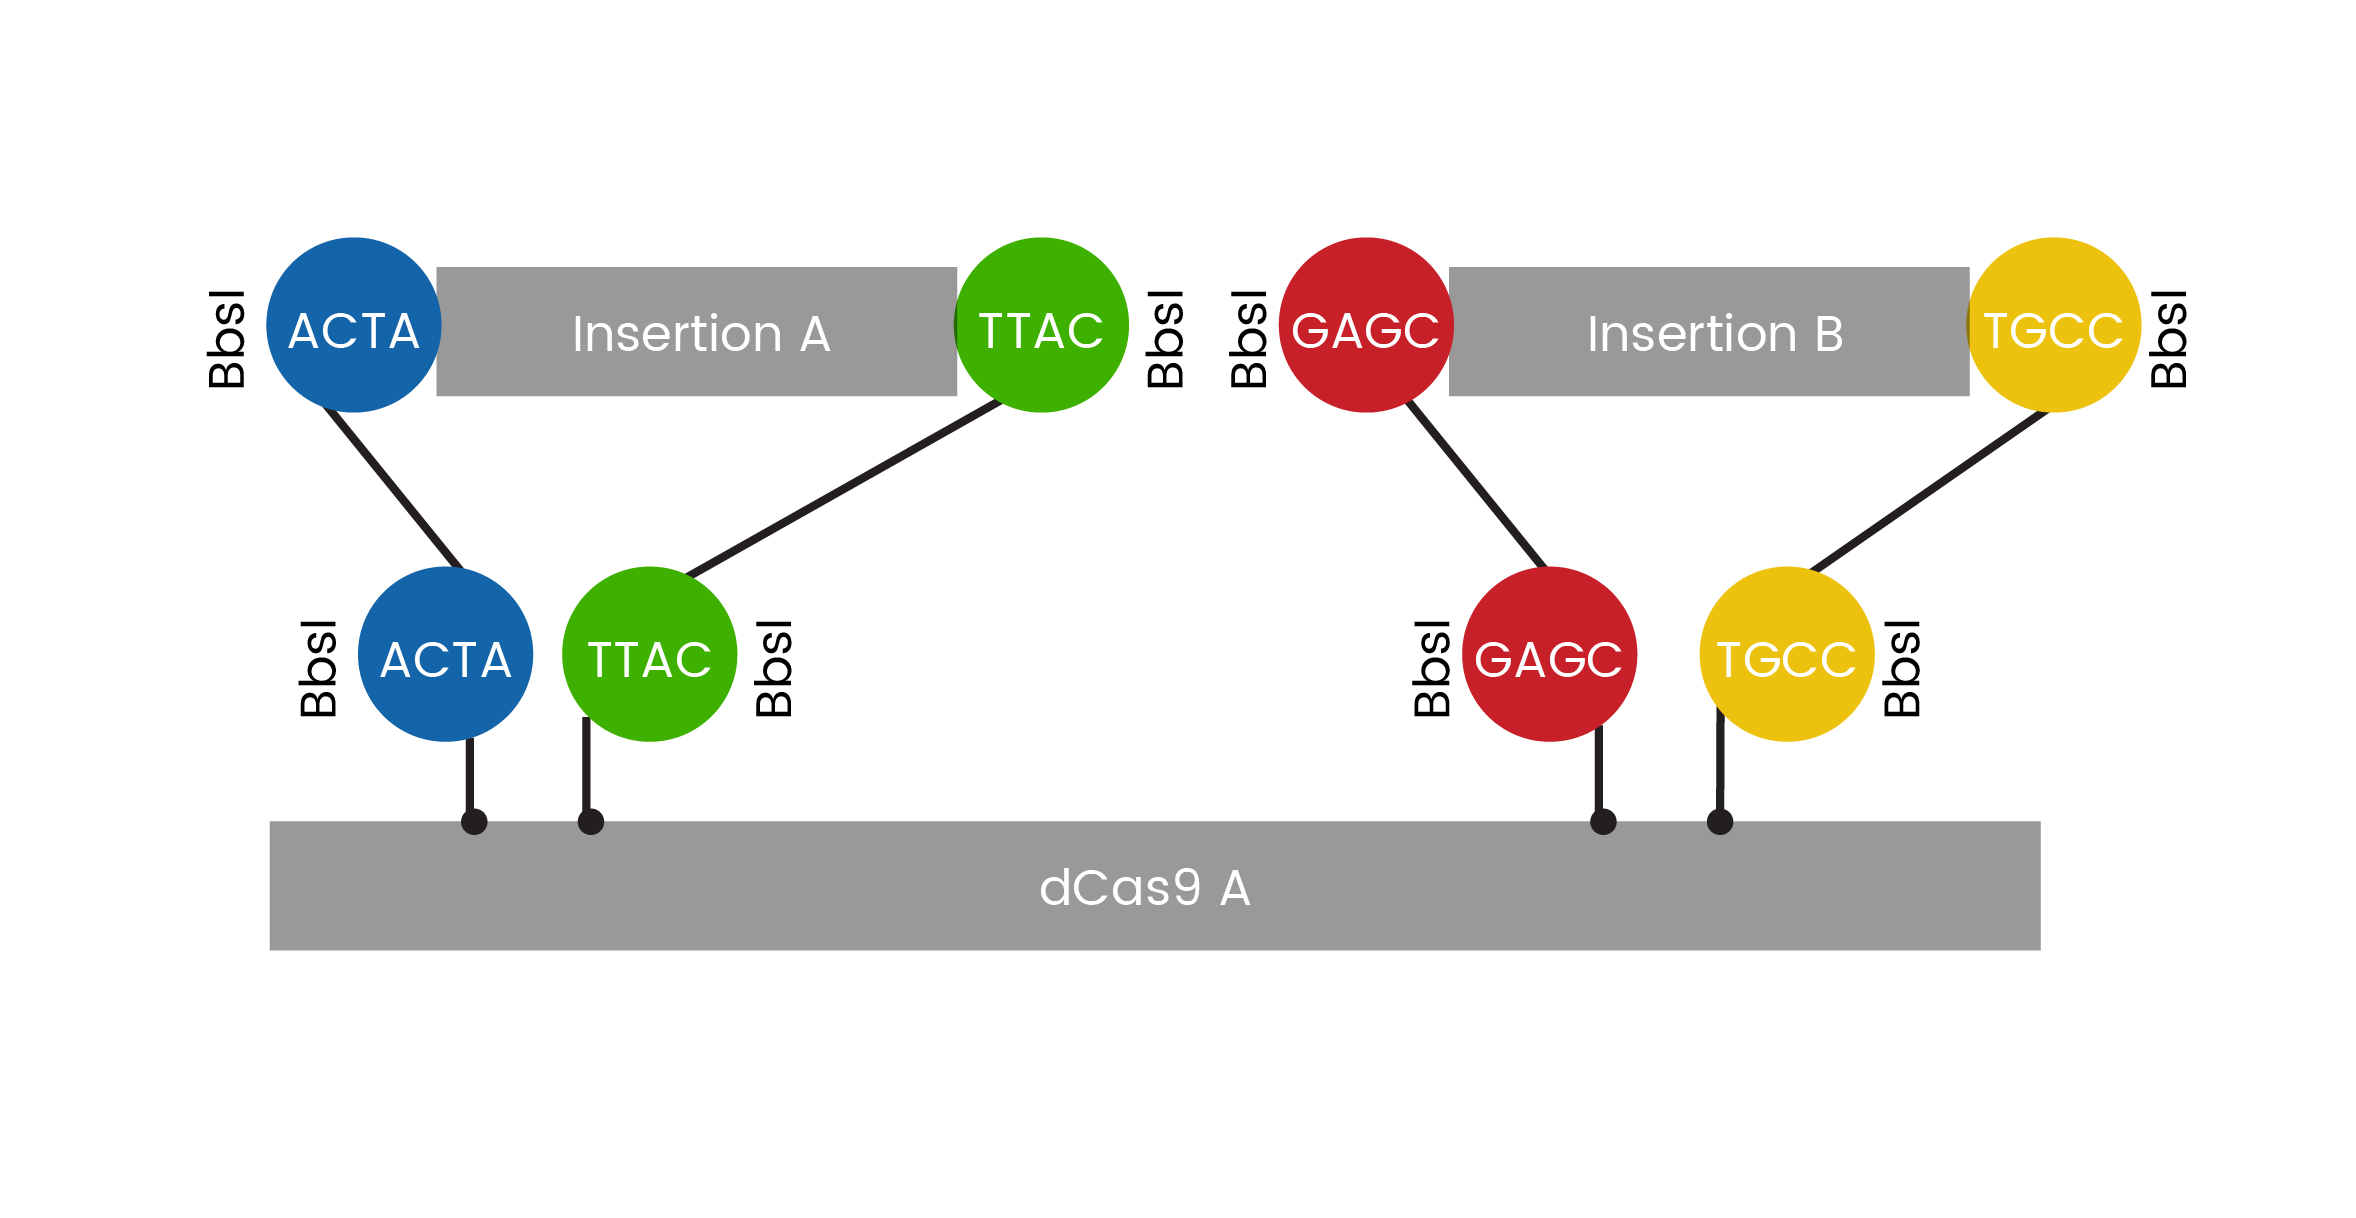 BbsI ACTA Insertion A TTAC BbsI BbsI GAGC Insertion B TGCC BbsI
BbsI ACTA TTAC BbsI BbsI GAGC TGCC BbsI
dCas9 A